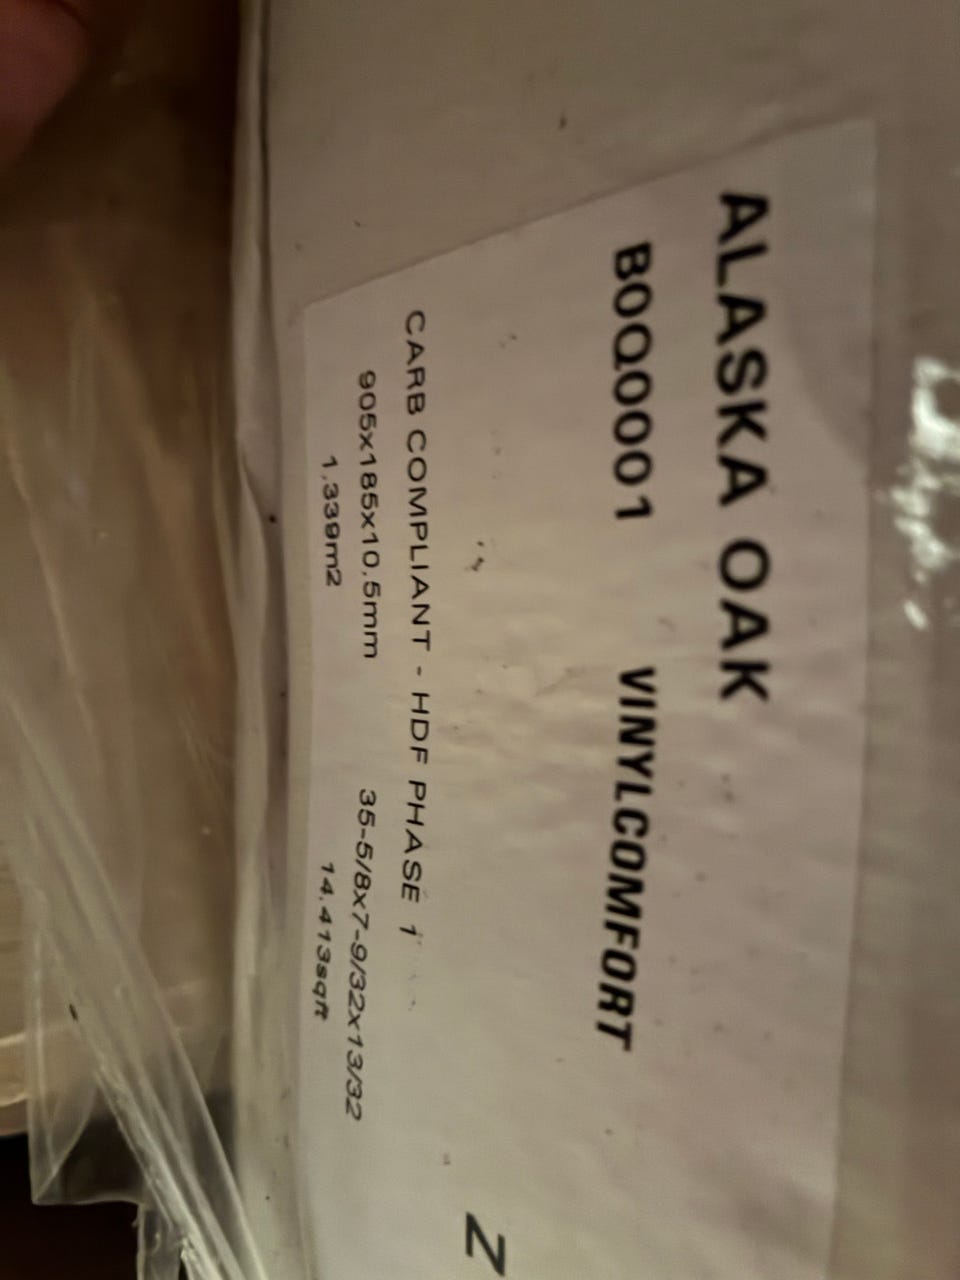 ALASKA OAK
B0Q0001 VINYLCOMFORT
Z
CARB COMPLIANT - HDF PHASE 1
905x185x10,5mm 35-5/8x7-9/32x13/32
1,339m2 14.413sqft